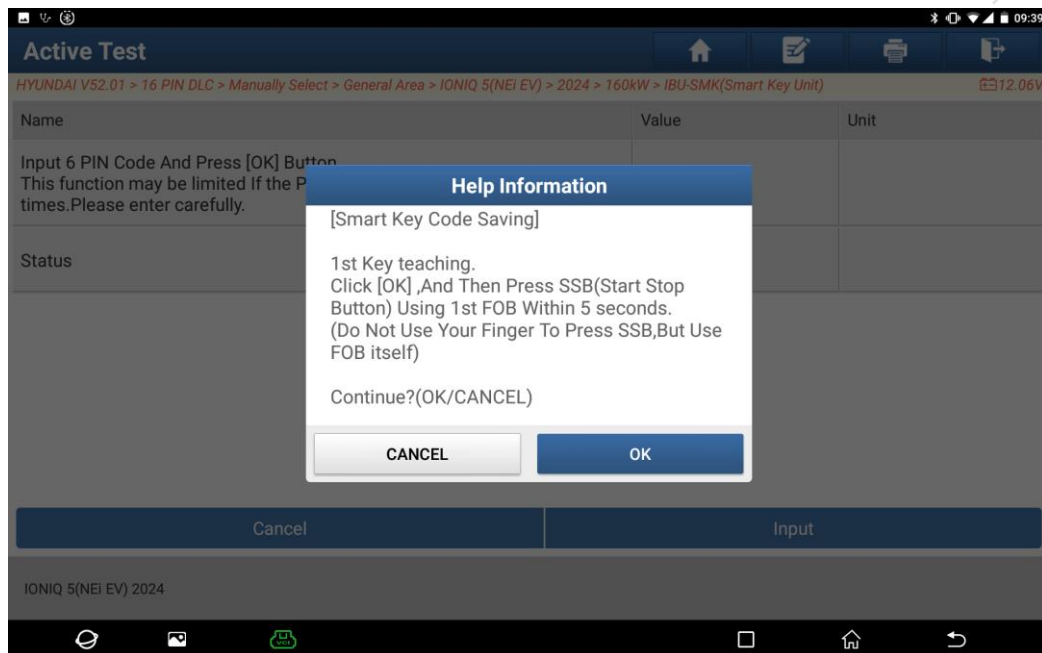 09:39
Active Test
HYUNDAI V52.01 > 16 PIN DLC > Manually Select > General Area > IONIQ 5(NEi EV) > 2024 > 160kW > IBU-SMK(Smart Key Unit)
12.06V
Name Value Unit
Input 6 PIN Code And Press [OK] Button
This function may be limited If the P
times.Please enter carefully.
Status
Help Information
[Smart Key Code Saving]
1st Key teaching.
Click [OK] ,And Then Press SSB(Start Stop
Button) Using 1st FOB Within 5 seconds.
(Do Not Use Your Finger To Press SSB,But Use
FOB itself)
Continue?(OK/CANCEL)
CANCEL OK
Cancel Input
IONIQ 5(NEi EV) 2024
VCI